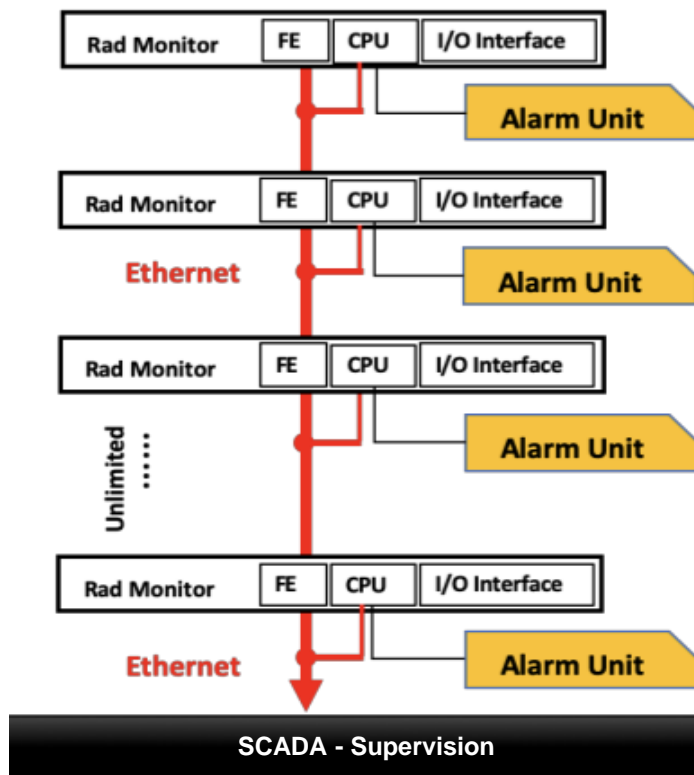 Rad Monitor FE CPU I/O Interface
Alarm Unit
Rad Monitor FE CPU I/O Interface
Ethernet
Alarm Unit
Rad Monitor FE CPU I/O Interface
Unlimited
......
Alarm Unit
Rad Monitor FE CPU I/O Interface
Ethernet
Alarm Unit
SCADA - Supervision